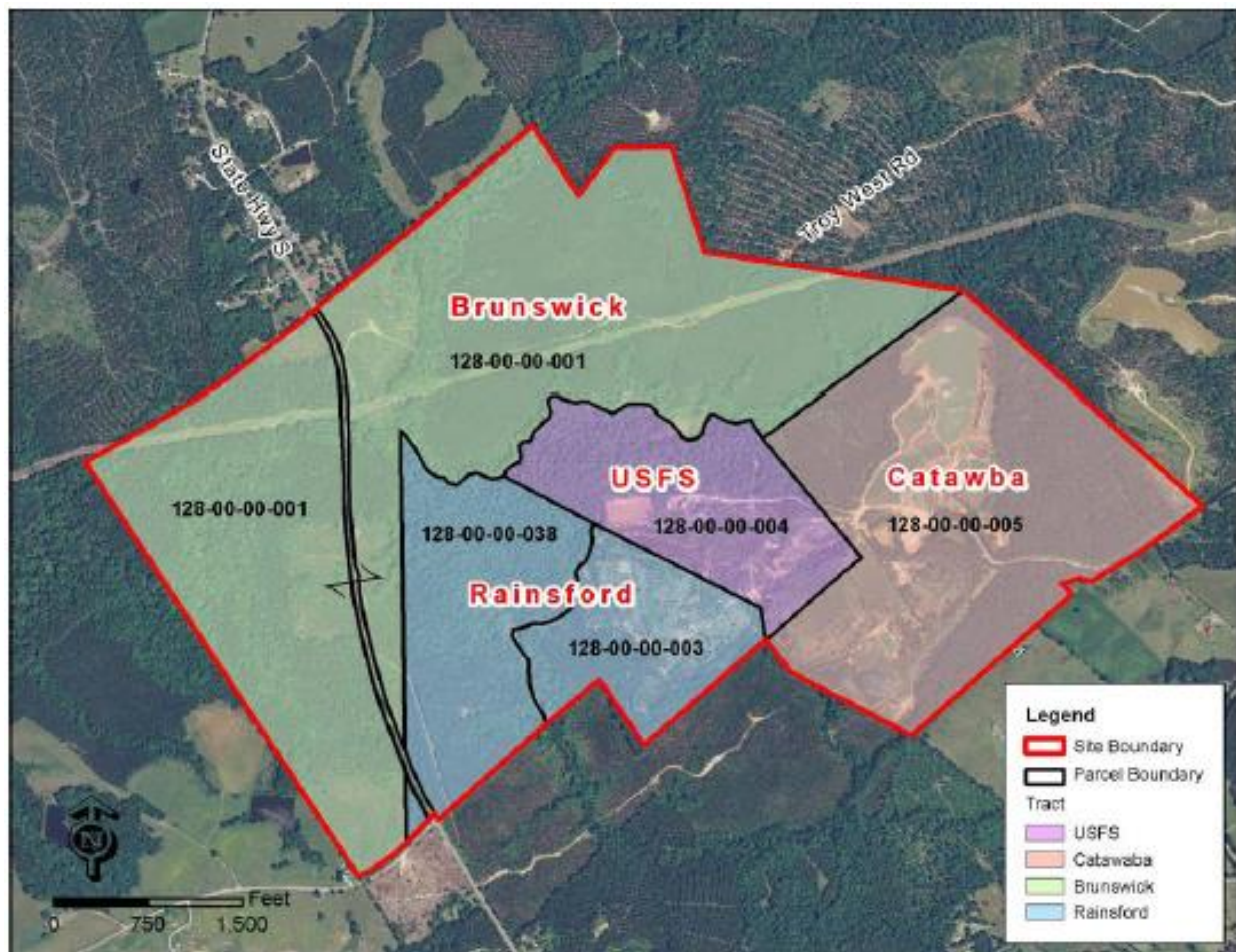 State Hwy S
Troy West Rd
Brunswick
128-00-00-001
USFS
128-00-00-004
Catawba
128-00-00-005
128-00-00-001
128-00-00-038
Rainsford
128-00-00-003
Legend
Site Boundary
Parcel Boundary
Tract
USFS
Catawaba
Brunswick
Rainsford
N
Feet
0 750 1,500